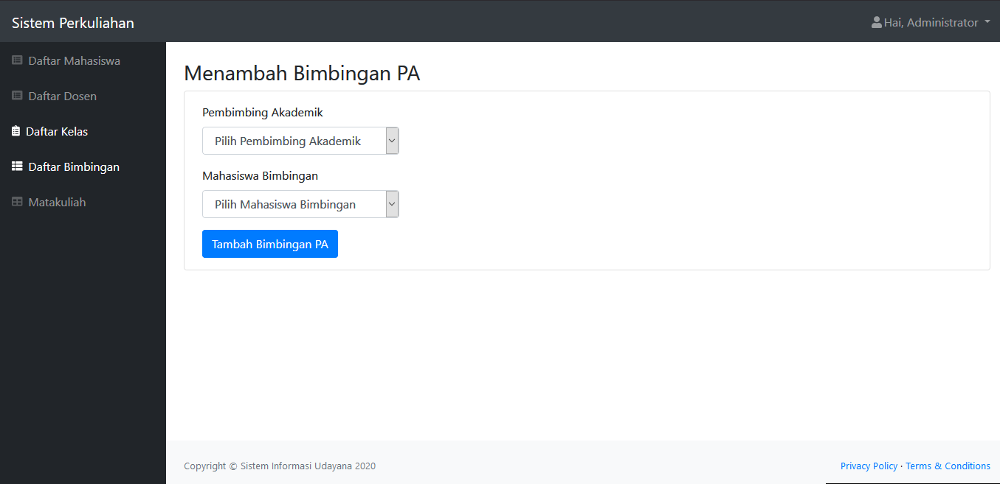 Sistem Perkuliahan
Hai, Administrator
Daftar Mahasiswa
Daftar Dosen
Daftar Kelas
Daftar Bimbingan
Matakuliah
Menambah Bimbingan PA
Pembimbing Akademik
Pilih Pembimbing Akademik
Mahasiswa Bimbingan
Pilih Mahasiswa Bimbingan
Tambah Bimbingan PA
Copyright © Sistem Informasi Udayana 2020
Privacy Policy · Terms & Conditions